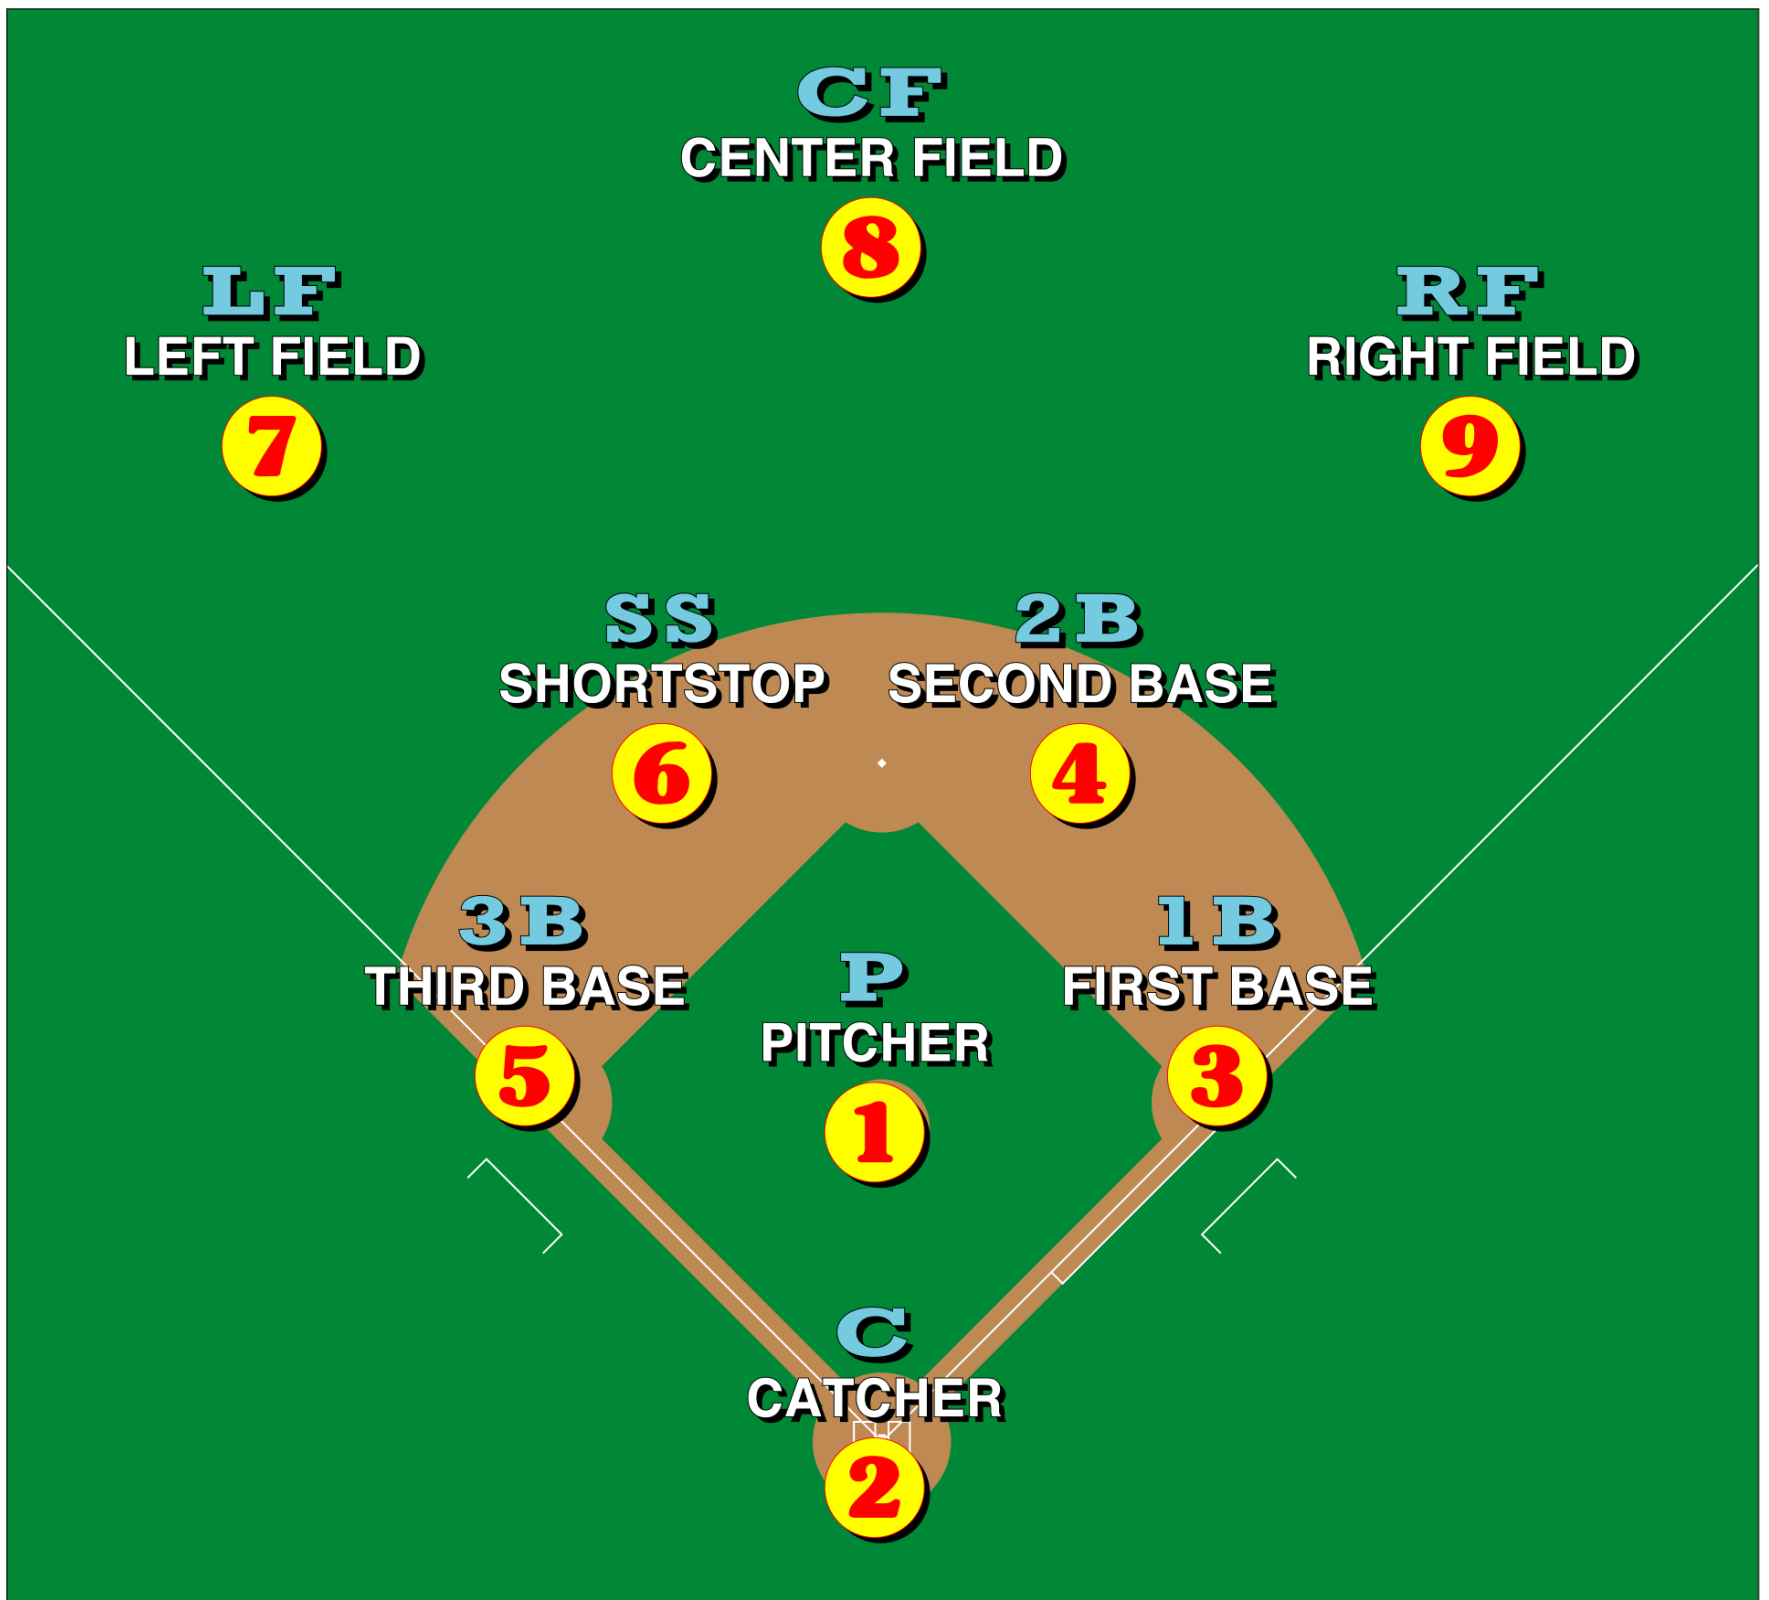 CF
CENTER FIELD
8
LF
LEFT FIELD
7
RF
RIGHT FIELD
9
SS
SHORTSTOP
6
2B
SECOND BASE
4
3B
THIRD BASE
5
P
PITCHER
1
1B
FIRST BASE
3
C
CATCHER
2